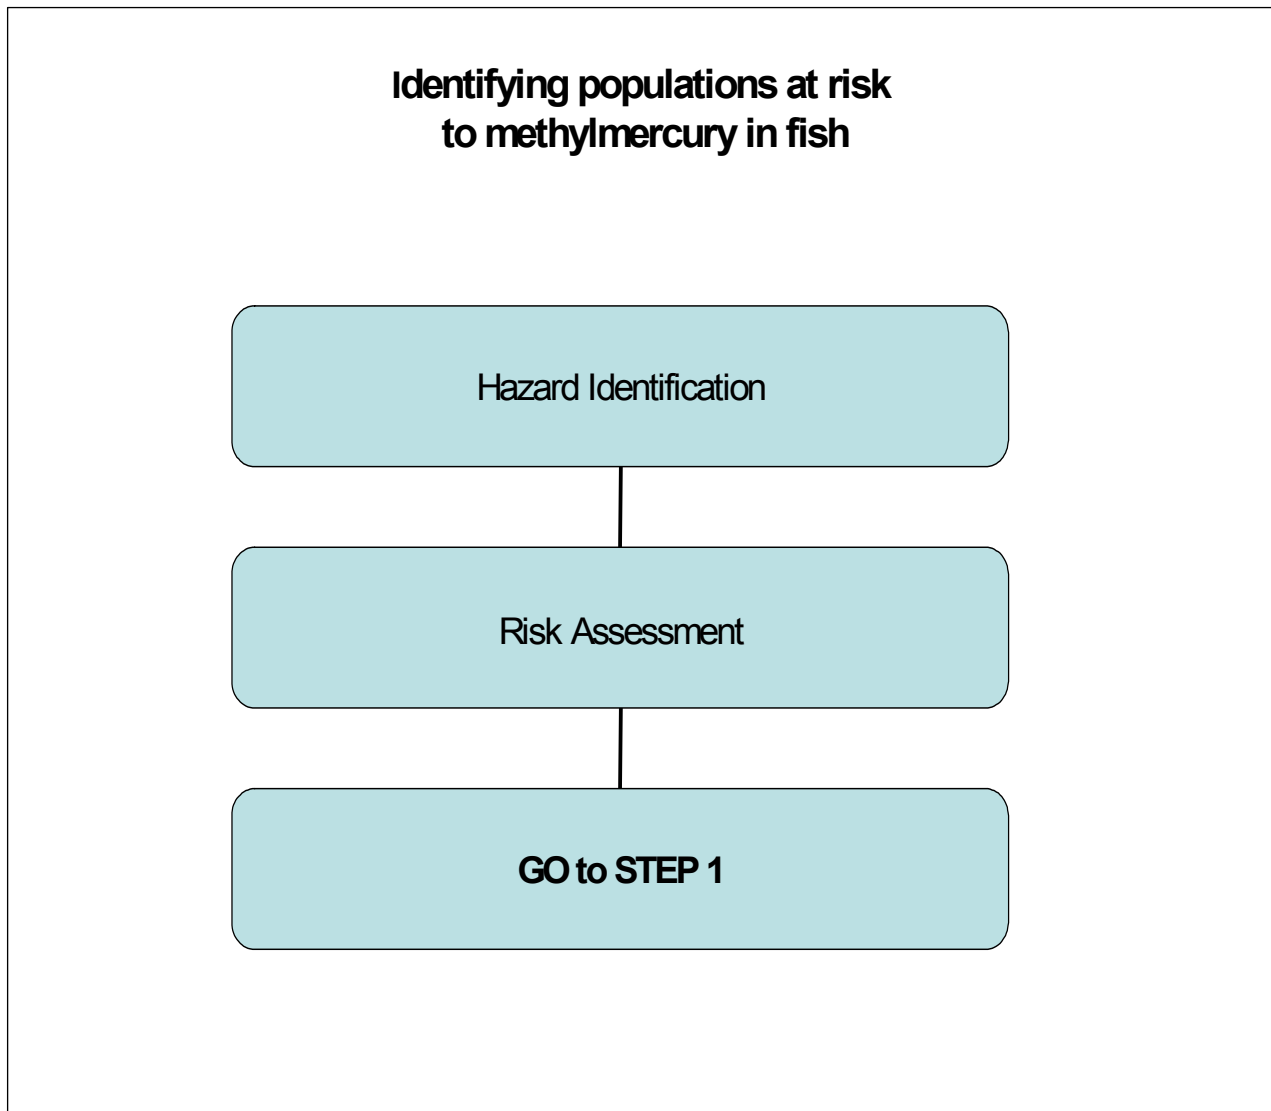 Identifying populations at risk
to methylmercury in fish
Hazard Identification
Risk Assessment
GO to STEP 1